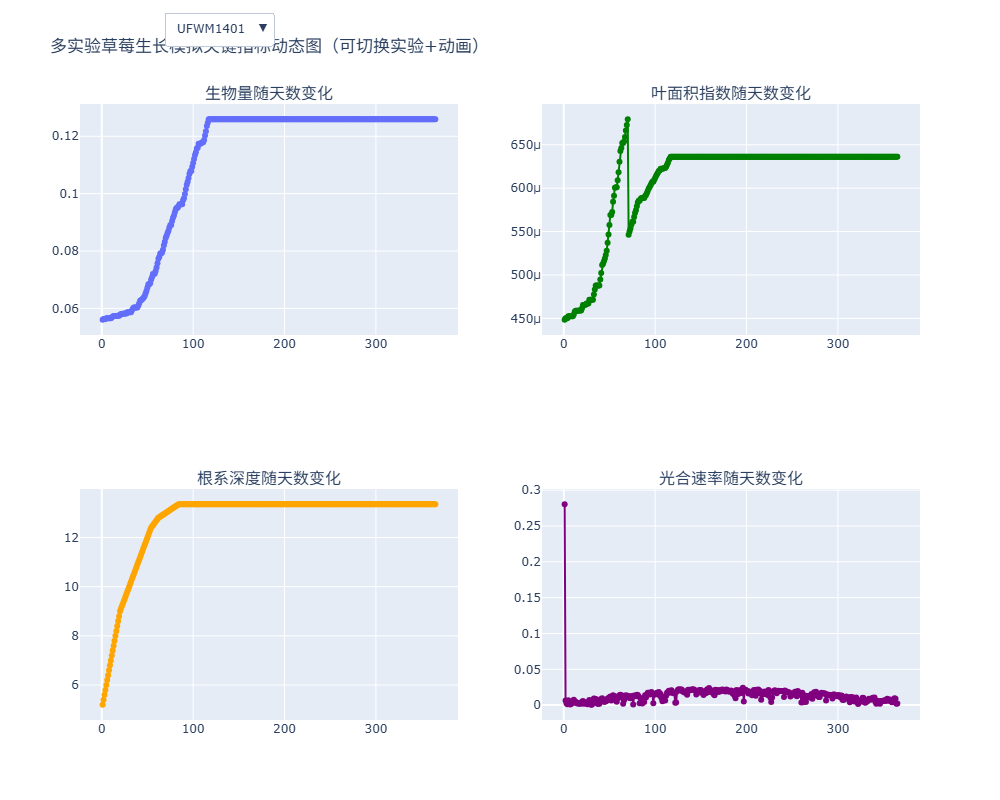 UFWM1401 ▼
多实验草莓生长模拟关键指标动态图（可切换实验+动画）
生物量随天数变化
叶面积指数随天数变化
0.12
0.1
0.08
0.06
0 100 200 300
650μ
600μ
550μ
500μ
450μ
0 100 200 300
根系深度随天数变化
光合速率随天数变化
12
10
8
6
0 100 200 300
0.3
0.25
0.2
0.15
0.1
0.05
0
0 100 200 300